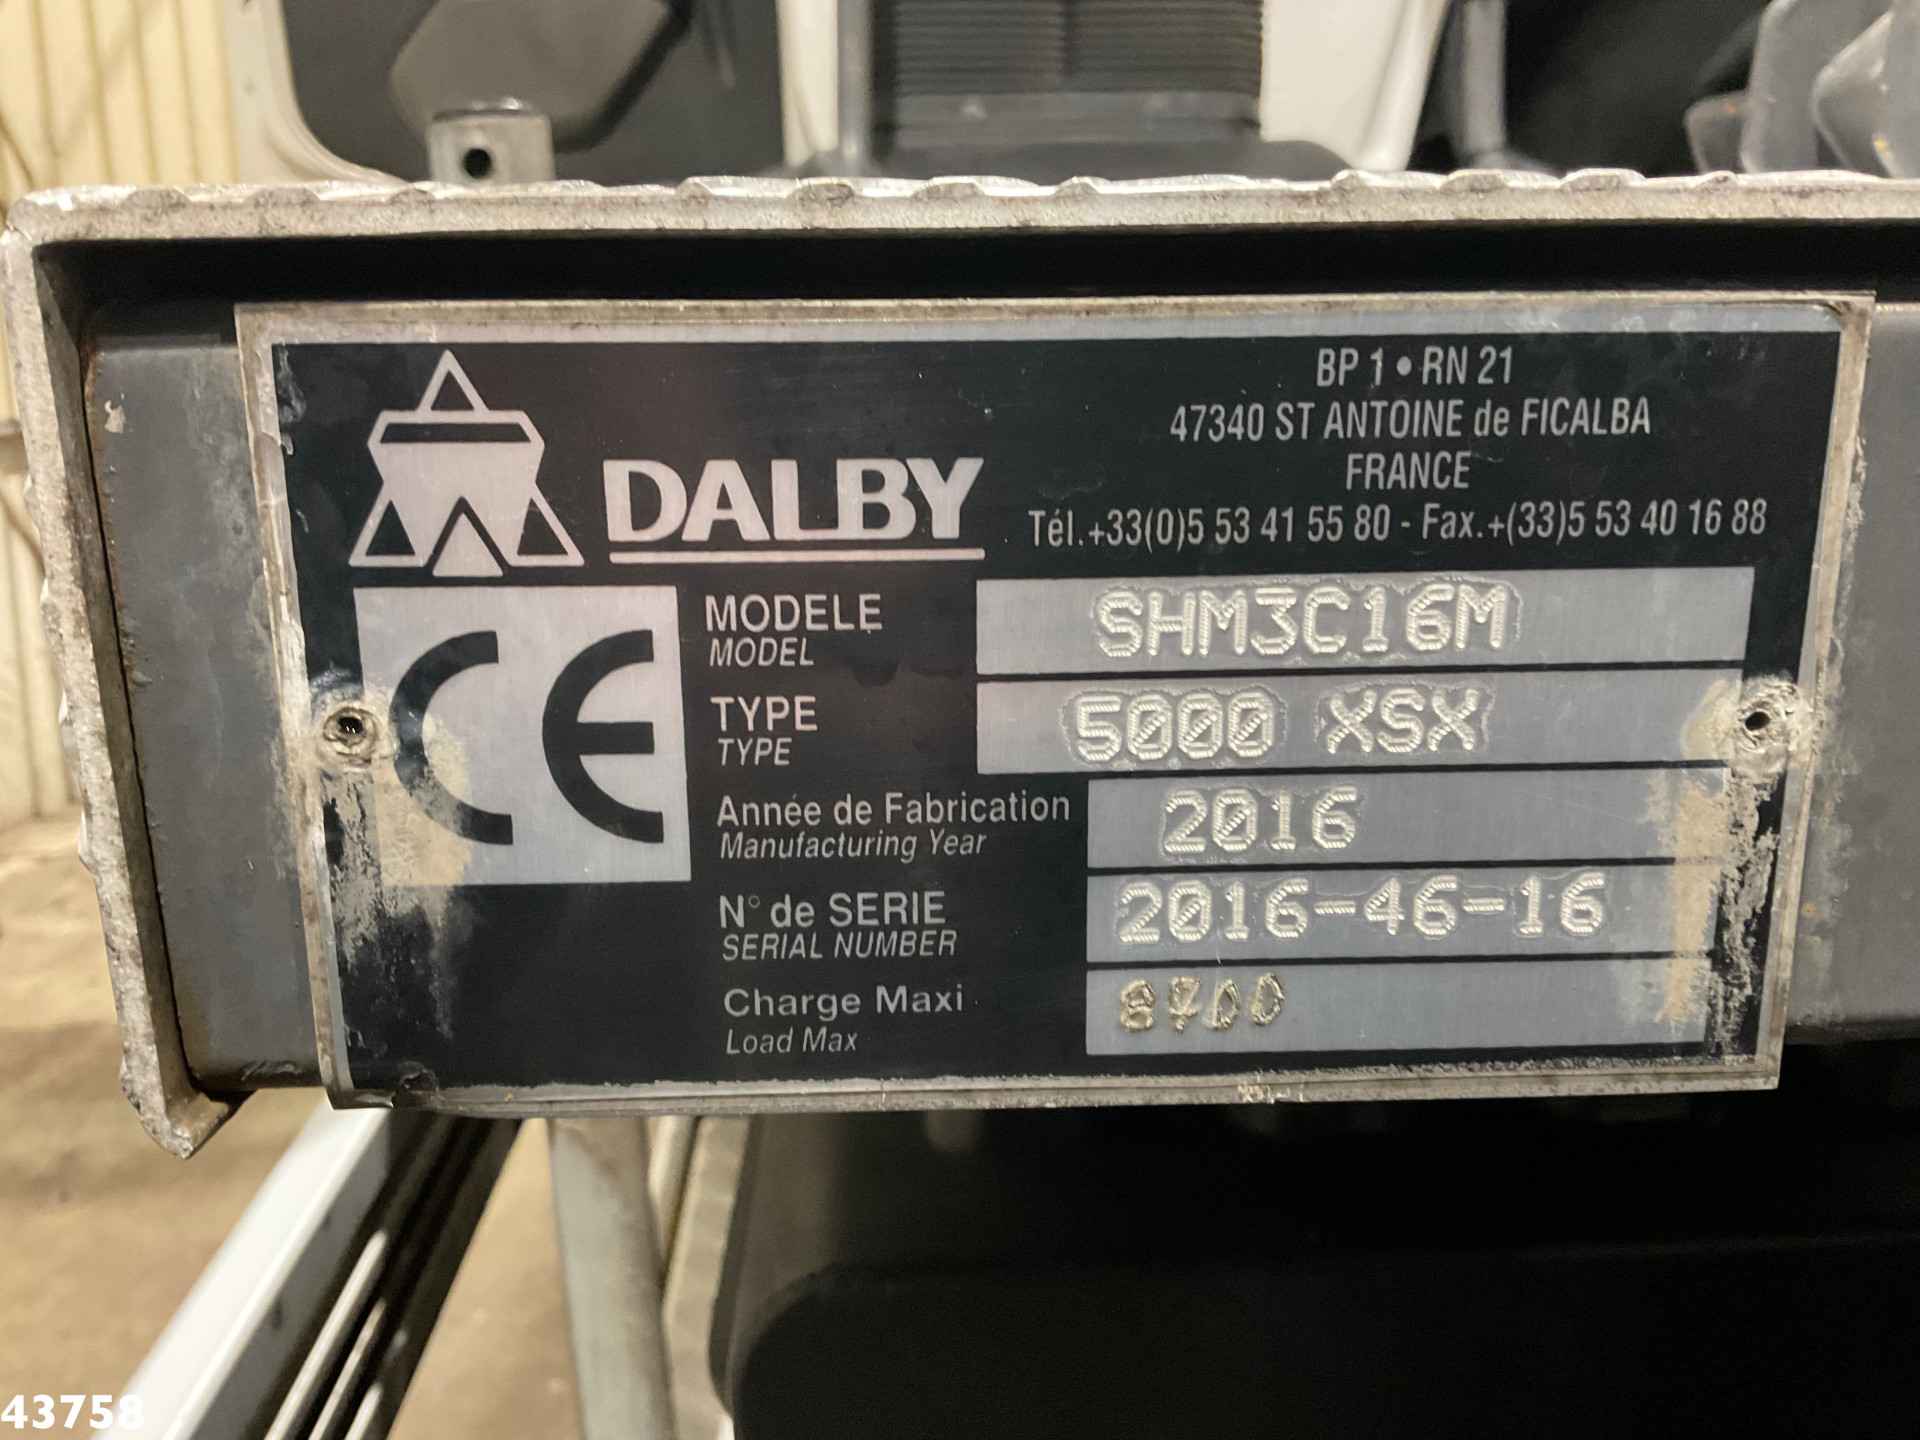 BP 1 • RN 21
47340 ST ANTOINE de FICALBA
FRANCE
Tél.+33(0)5 53 41 55 80 - Fax.+(33)5 53 40 16 88
DALBY
CE
MODELE SHM3C16M
MODEL
TYPE 5000 XSX
TYPE
Année de Fabrication 2016
Manufacturing Year
N° de SERIE 2016-46-16
SERIAL NUMBER
Charge Maxi 8700
Load Max
43758